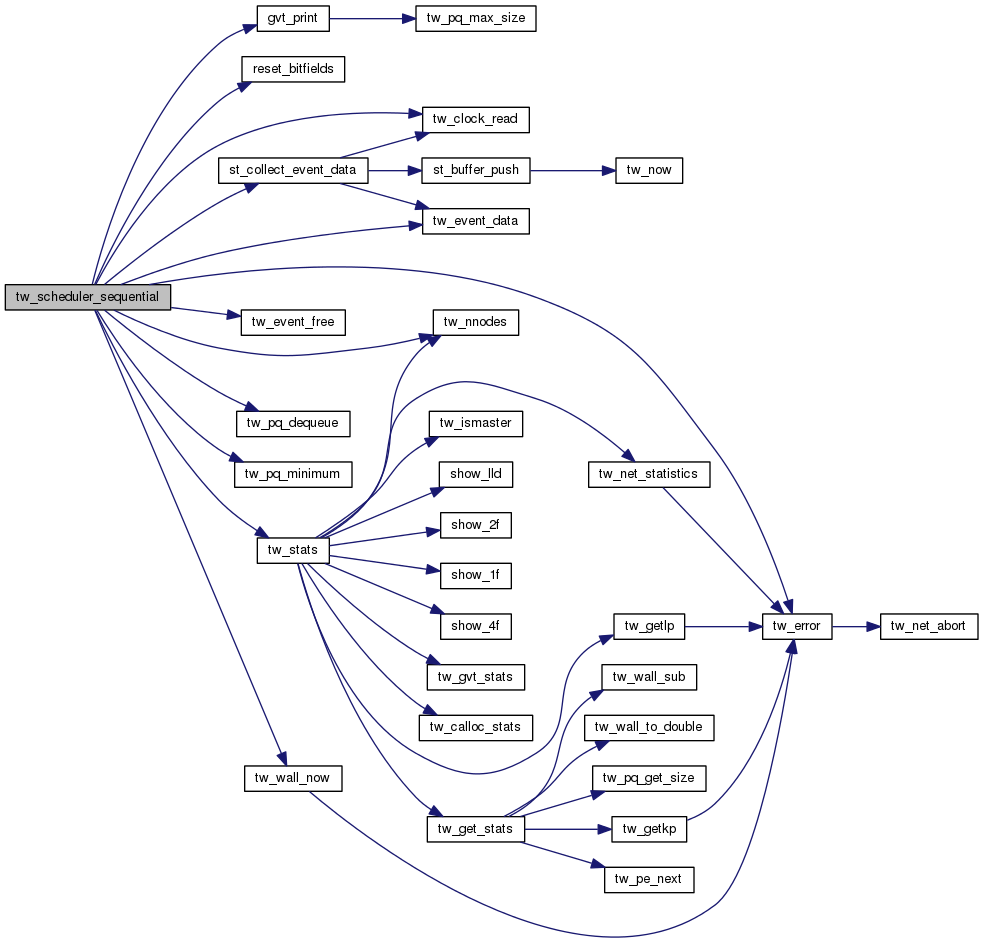 gvt_print
tw_pq_max_size
reset_bitfields
tw_clock_read
st_collect_event_data
st_buffer_push
tw_now
tw_event_data
tw_scheduler_sequential
tw_event_free
tw_nnodes
tw_pq_dequeue
tw_ismaster
tw_pq_minimum
show_lld
tw_net_statistics
show_2f
tw_stats
show_1f
show_4f
tw_getlp
tw_error
tw_net_abort
tw_gvt_stats
tw_wall_sub
tw_calloc_stats
tw_wall_to_double
tw_wall_now
tw_pq_get_size
tw_get_stats
tw_getkp
tw_pe_next